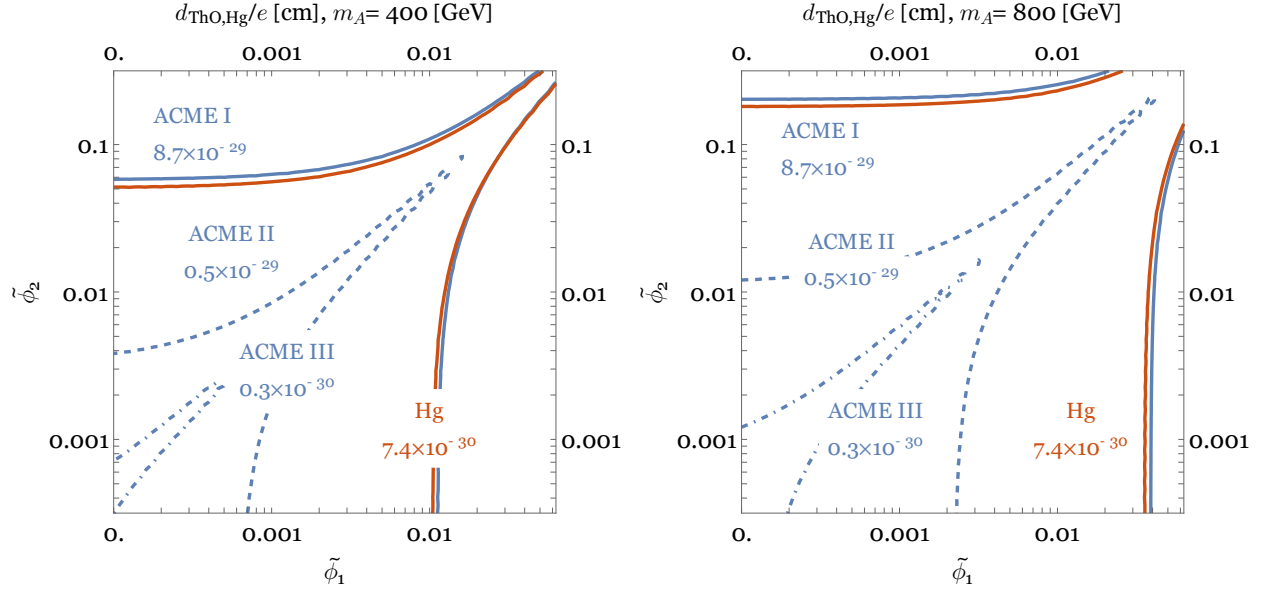 d_ThO,Hg/e [cm], m_A= 400 [GeV]
0. 0.001 0.01
ACME I
8.7×10^-29
0.1 0.1
ACME II
0.5×10^-29
0.01 0.01
ϕ̃_2
ACME III
0.3×10^-30
Hg
7.4×10^-30
0.001 0.001
0. 0.001 0.01
ϕ̃_1
d_ThO,Hg/e [cm], m_A= 800 [GeV]
0. 0.001 0.01
ACME I
8.7×10^-29
0.1 0.1
ACME II
0.5×10^-29
0.01 0.01
ϕ̃_2
ACME III
0.3×10^-30
Hg
7.4×10^-30
0.001 0.001
0. 0.001 0.01
ϕ̃_1